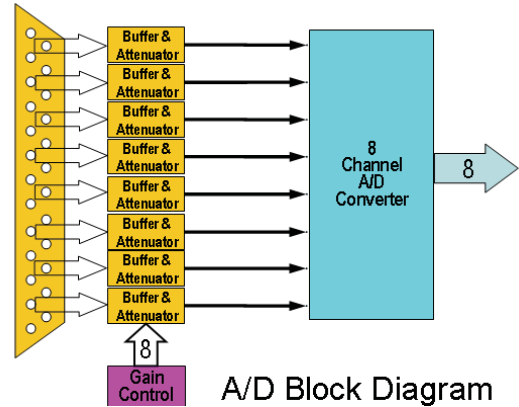 Buffer &
Attenuator
Buffer &
Attenuator
Buffer &
Attenuator
Buffer &
Attenuator
Buffer &
Attenuator
Buffer &
Attenuator
Buffer &
Attenuator
Buffer &
Attenuator
8
Channel
A/D
Converter
8
8
Gain
Control
A/D Block Diagram